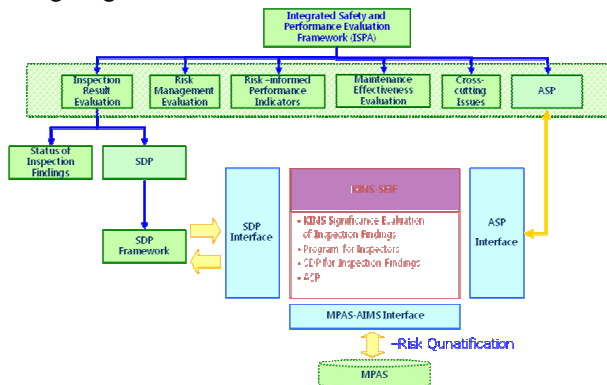 Integrated Safety and
Performance Evaluation
Framework (ISPA)
Inspection
Result
Evaluation
Risk
Management
Evaluation
Risk-informed
Performance
Indicators
Maintenance
Effectiveness
Evaluation
Cross-
cutting
Issues
ASP
Status of
Inspection
Findings
SDP
SDP
Framework
SDP
Interface
• KINS Significance Evaluation
of Inspection Findings
• Program for Inspectors
• SDP for Inspection Findings
• ASP
ASP
Interface
MPAS-AIMS Interface
-Risk Qunatification
MPAS